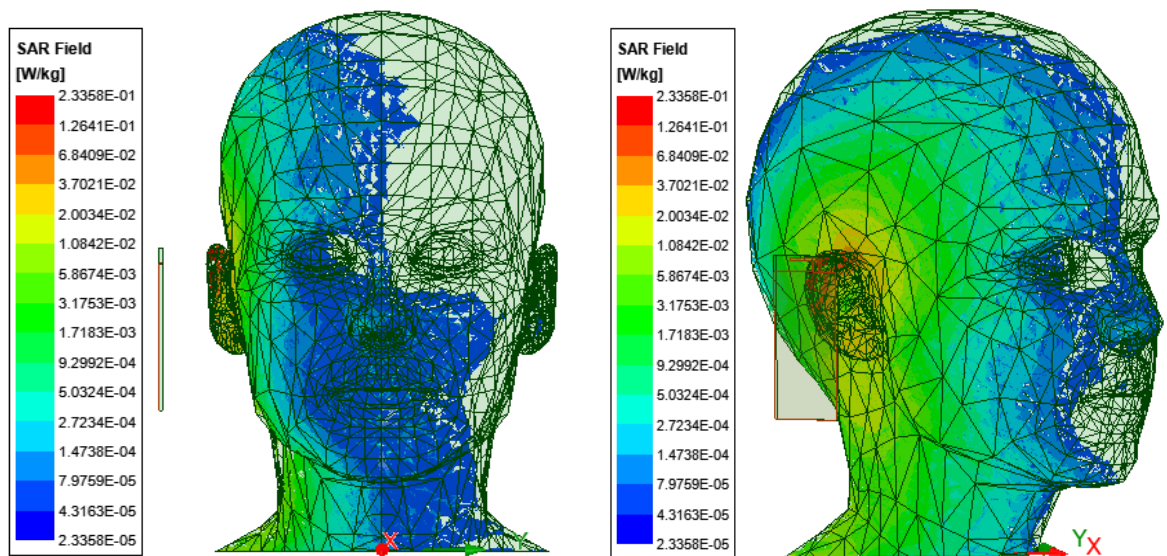 SAR Field
[W/kg]
2.3358E-01
1.2641E-01
6.8409E-02
3.7021E-02
2.0034E-02
1.0842E-02
5.8674E-03
3.1753E-03
1.7183E-03
9.2992E-04
5.0324E-04
2.7234E-04
1.4738E-04
7.9759E-05
4.3163E-05
2.3358E-05
X
Y
SAR Field
[W/kg]
2.3358E-01
1.2641E-01
6.8409E-02
3.7021E-02
2.0034E-02
1.0842E-02
5.8674E-03
3.1753E-03
1.7183E-03
9.2992E-04
5.0324E-04
2.7234E-04
1.4738E-04
7.9759E-05
4.3163E-05
2.3358E-05
Y X